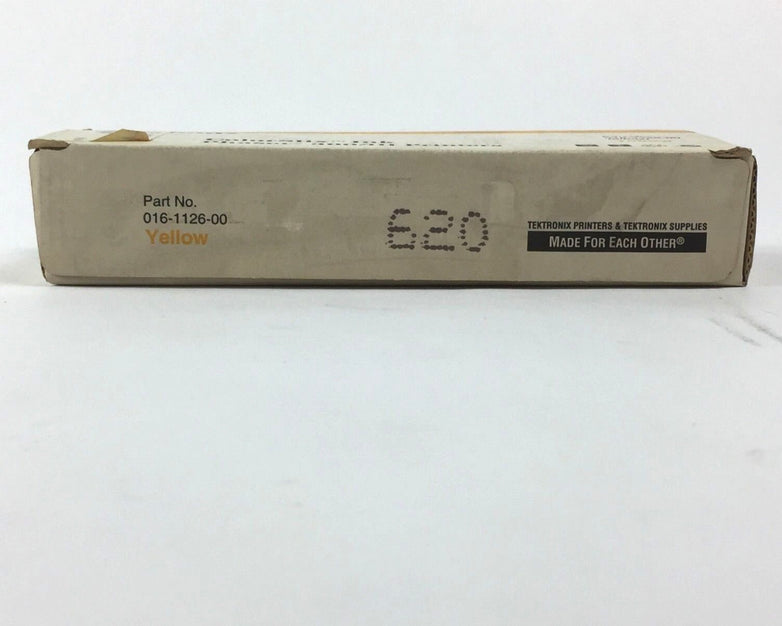 Part No.
016-1126-00
Yellow
620
TEKTRONIX PRINTERS & TEKTRONIX SUPPLIES
MADE FOR EACH OTHER®